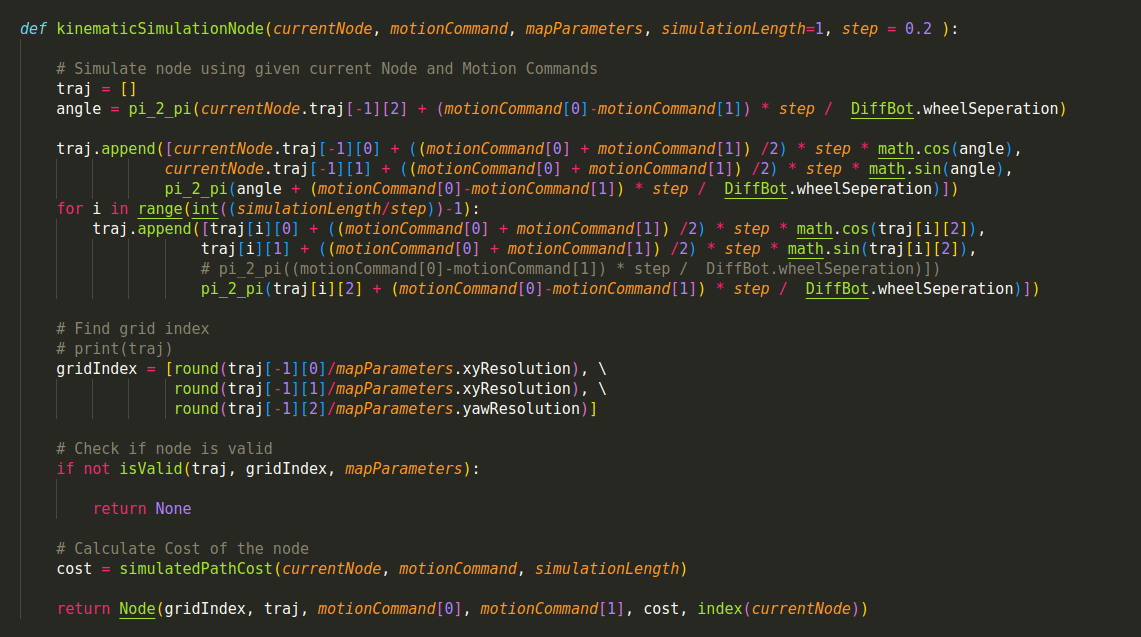 def kinematicSimulationNode(currentNode, motionCommand, mapParameters, simulationLength=1, step = 0.2 ):
# Simulate node using given current Node and Motion Commands
traj = []
angle = pi_2_pi(currentNode.traj[-1][2] + (motionCommand[0]-motionCommand[1]) * step /  DiffBot.wheelSeperation)
traj.append([currentNode.traj[-1][0] + ((motionCommand[0] + motionCommand[1]) /2) * step * math.cos(angle),
currentNode.traj[-1][1] + ((motionCommand[0] + motionCommand[1]) /2) * step * math.sin(angle),
pi_2_pi(angle + (motionCommand[0]-motionCommand[1]) * step /  DiffBot.wheelSeperation)])
for i in range(int((simulationLength/step))-1):
traj.append([traj[i][0] + ((motionCommand[0] + motionCommand[1]) /2) * step * math.cos(traj[i][2]),
traj[i][1] + ((motionCommand[0] + motionCommand[1]) /2) * step * math.sin(traj[i][2]),
# pi_2_pi((motionCommand[0]-motionCommand[1]) * step /  DiffBot.wheelSeperation)])
pi_2_pi(traj[i][2] + (motionCommand[0]-motionCommand[1]) * step /  DiffBot.wheelSeperation)])
# Find grid index
# print(traj)
gridIndex = [round(traj[-1][0]/mapParameters.xyResolution), \
round(traj[-1][1]/mapParameters.xyResolution), \
round(traj[-1][2]/mapParameters.yawResolution)]
# Check if node is valid
if not isValid(traj, gridIndex, mapParameters):
return None
# Calculate Cost of the node
cost = simulatedPathCost(currentNode, motionCommand, simulationLength)
return Node(gridIndex, traj, motionCommand[0], motionCommand[1], cost, index(currentNode))